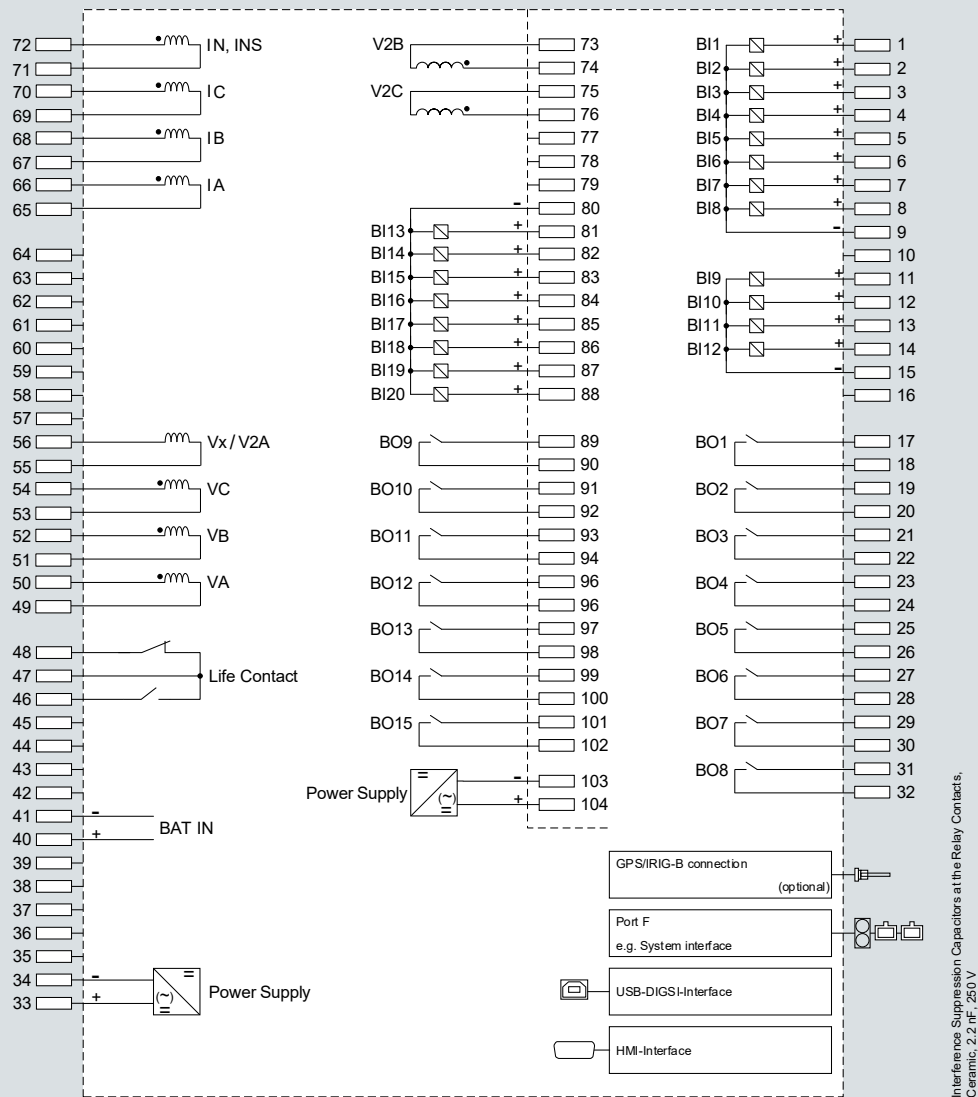 72 IN, INS
71
70 IC
69
68 IB
67
66 IA
65
64
63
62
61
60
59
58
57
56 Vx / V2A
55
54 VC
53
52 VB
51
50 VA
49
48
47 Life Contact
46
45
44
43
42
41 -
BAT IN
40 +
39
38
37
36
35
34 - =
Power Supply
33 + (~) =
V2B 73
74
V2C 75
76
77
78
79
- 80
BI13 + 81
BI14 + 82
BI15 + 83
BI16 + 84
BI17 + 85
BI18 + 86
BI19 + 87
BI20 + 88
BO9 89
90
BO10 91
92
BO11 93
94
BO12 96
96
BO13 97
98
BO14 99
100
BO15 101
102
= - 103
Power Supply
(~) = + 104
BI1 + 1
BI2 + 2
BI3 + 3
BI4 + 4
BI5 + 5
BI6 + 6
BI7 + 7
BI8 + 8
- 9
10
BI9 + 11
BI10 + 12
BI11 + 13
BI12 + 14
- 15
16
BO1 17
18
BO2 19
20
BO3 21
22
BO4 23
24
BO5 25
26
BO6 27
28
BO7 29
30
BO8 31
32
GPS/IRIG-B connection
(optional)
Port F
e.g. System interface
USB-DIGSI-Interface
HMI-Interface
Interference Suppression Capacitors at the Relay Contacts,
Ceramic, 2.2 nF, 250 V